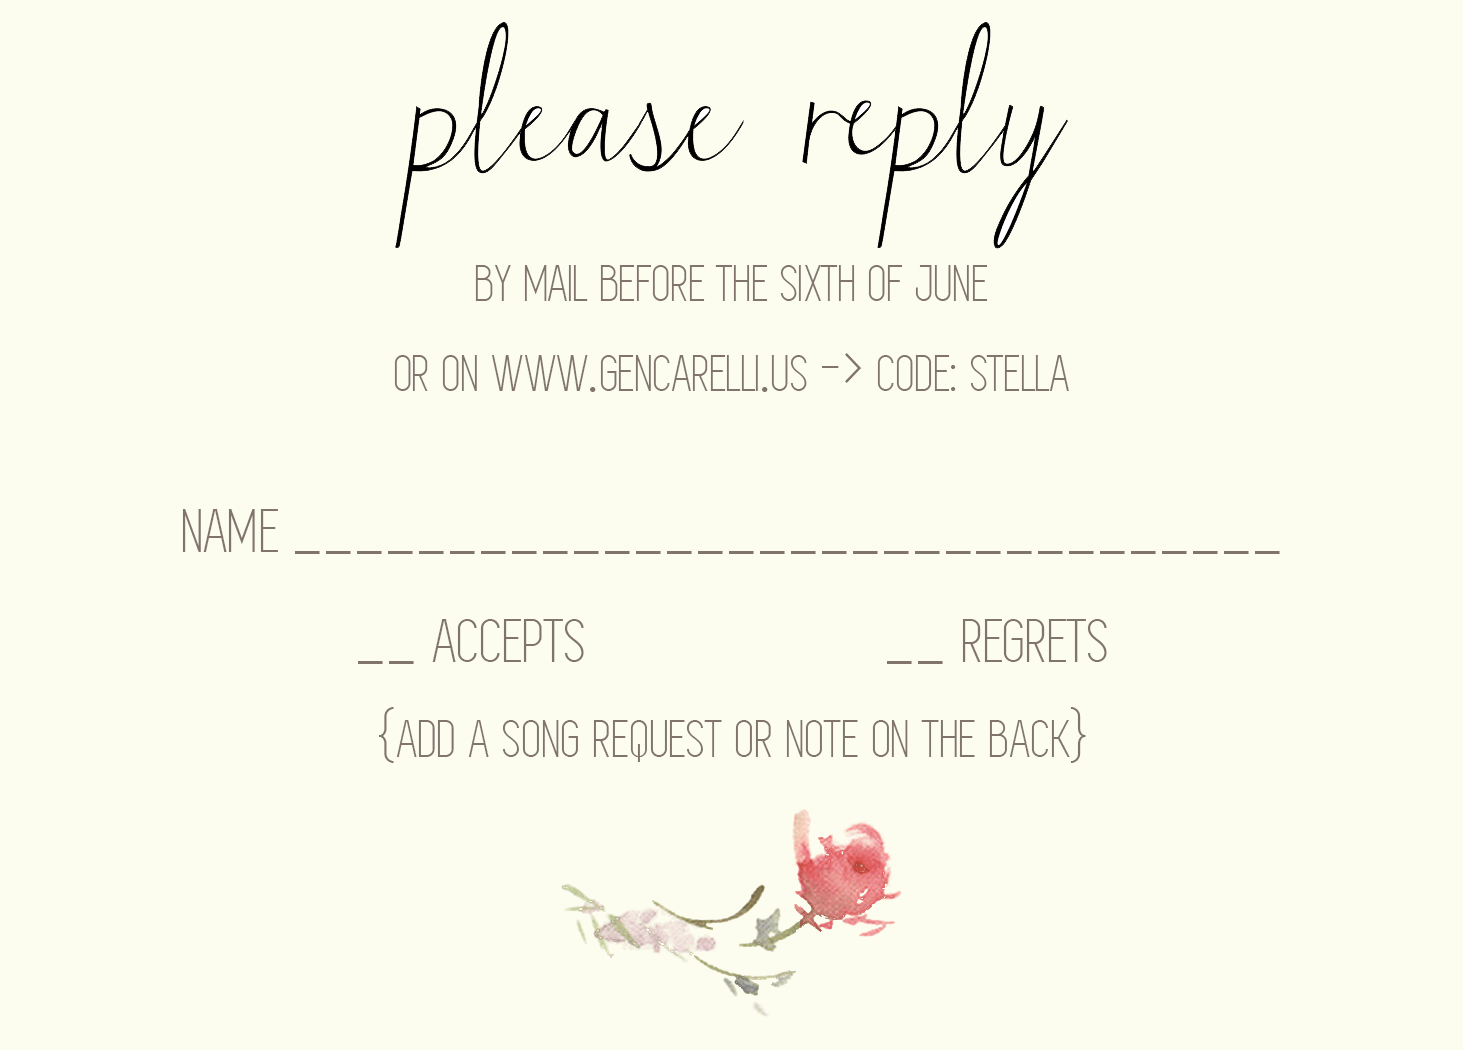 please reply
BY MAIL BEFORE THE SIXTH OF JUNE
OR ON WWW.GENCARELLI.US -> CODE: STELLA
NAME ________________________________
__ ACCEPTS __ REGRETS
{ADD A SONG REQUEST OR NOTE ON THE BACK}